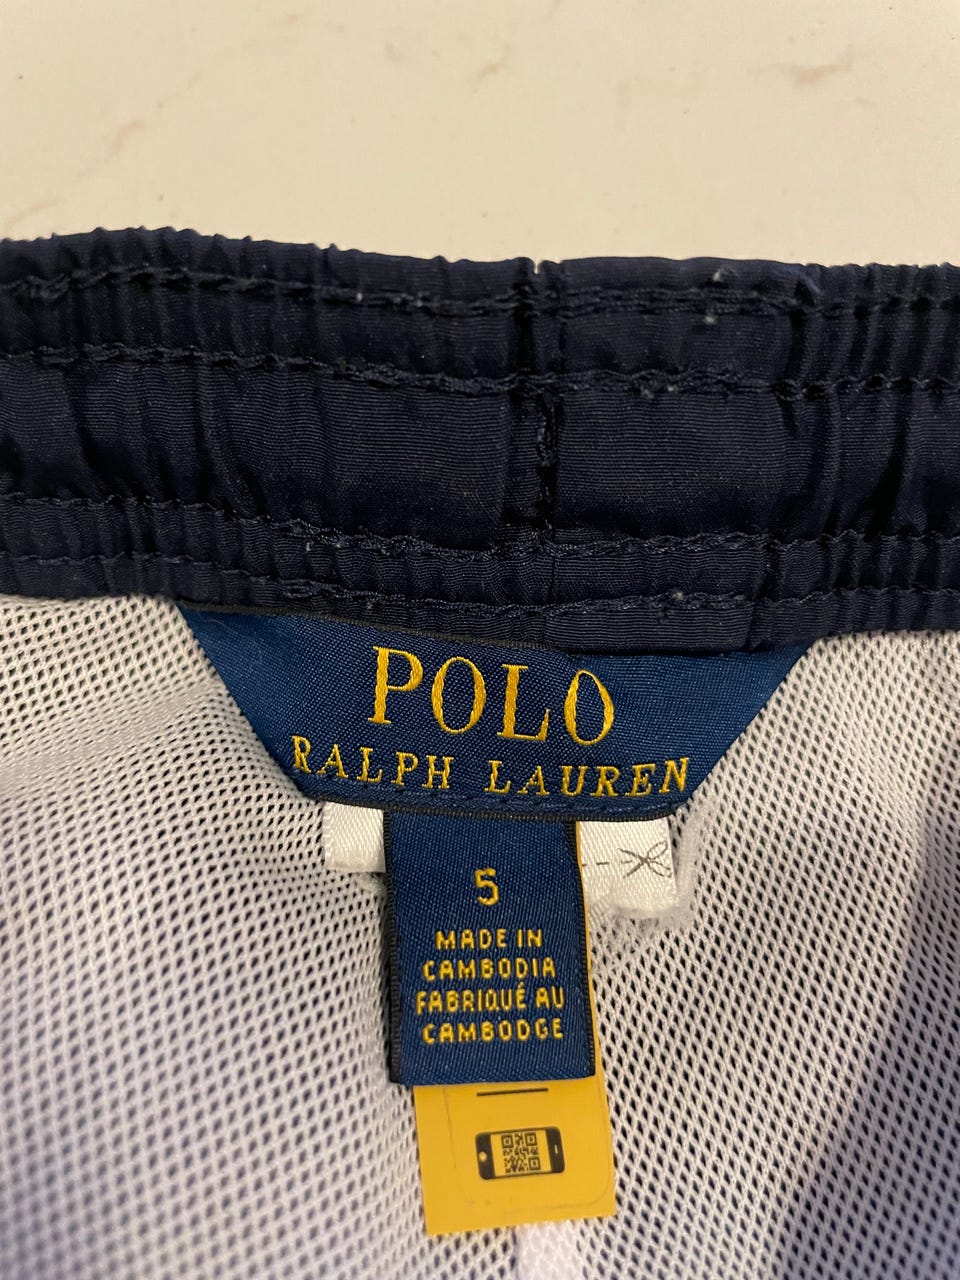 POLO
RALPH LAUREN
5
MADE IN
CAMBODIA
FABRIQUÉ AU
CAMBODGE